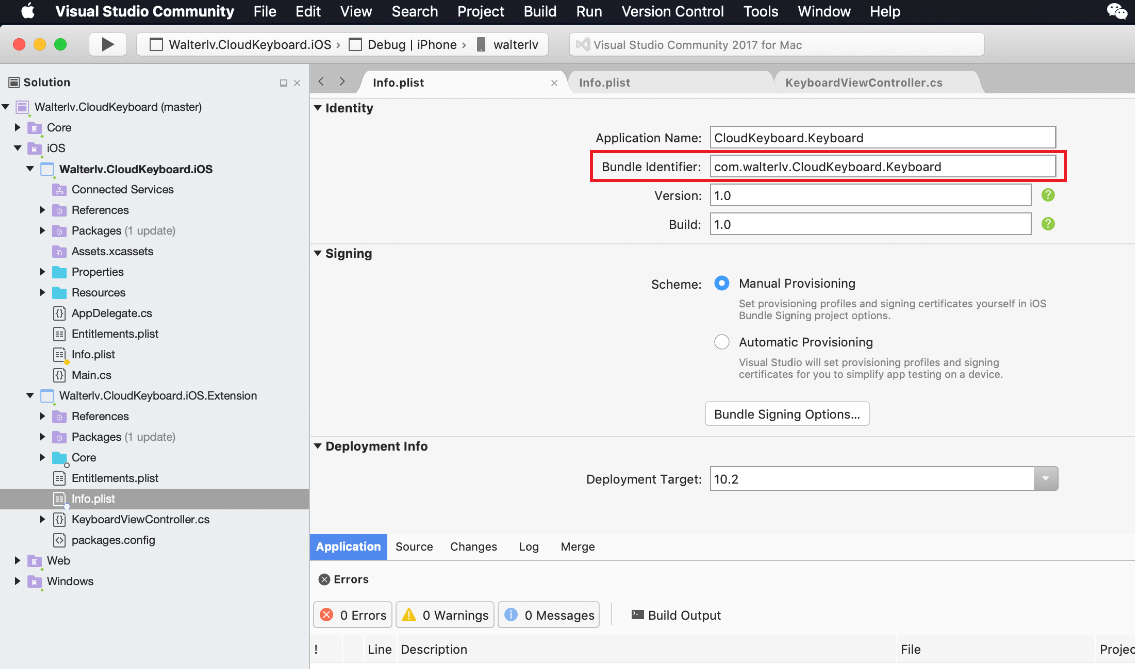 Visual Studio Community File Edit View Search Project Build Run Version Control Tools Window Help
Walterlv.CloudKeyboard.iOS › Debug | iPhone › walterlv
Visual Studio Community 2017 for Mac
Solution
Walterlv.CloudKeyboard (master)
Core
iOS
Walterlv.CloudKeyboard.iOS
Connected Services
References
Packages (1 update)
Assets.xcassets
Properties
Resources
AppDelegate.cs
Entitlements.plist
Info.plist
Main.cs
Walterlv.CloudKeyboard.iOS.Extension
References
Packages (1 update)
Core
Entitlements.plist
Info.plist
KeyboardViewController.cs
packages.config
Web
Windows
Info.plist
Info.plist
KeyboardViewController.cs
Identity
Application Name: CloudKeyboard.Keyboard
Bundle Identifier: com.walterlv.CloudKeyboard.Keyboard
Version: 1.0
Build: 1.0
Signing
Scheme: Manual Provisioning
Set provisioning profiles and signing certificates yourself in iOS
Bundle Signing project options.
Automatic Provisioning
Visual Studio will set provisioning profiles and signing
certificates for you to simplify app testing on a device.
Bundle Signing Options...
Deployment Info
Deployment Target: 10.2
Application Source Changes Log Merge
Errors
0 Errors 0 Warnings 0 Messages Build Output
! Line Description File Projec